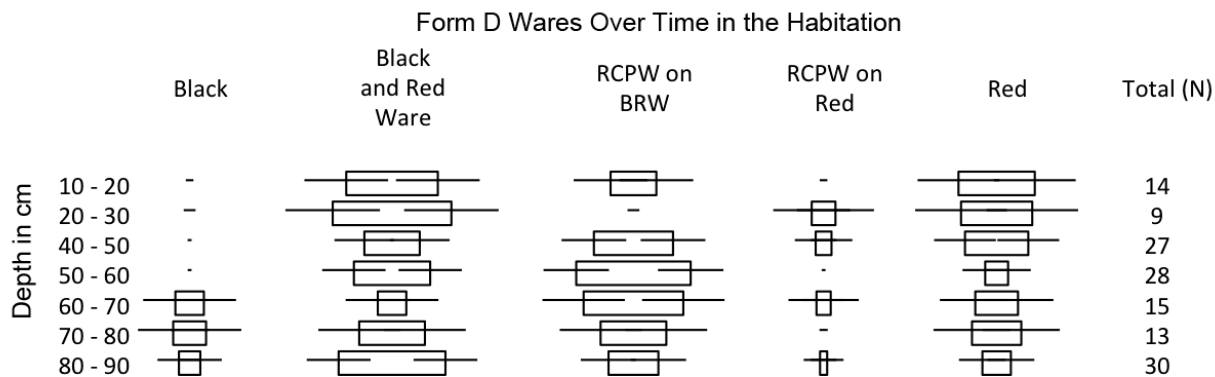 Form D Wares Over Time in the Habitation
Black
Black
and Red
Ware
RCPW on
BRW
RCPW on
Red
Red
Total (N)
Depth in cm
10 - 20 14
20 - 30 9
40 - 50 27
50 - 60 28
60 - 70 15
70 - 80 13
80 - 90 30